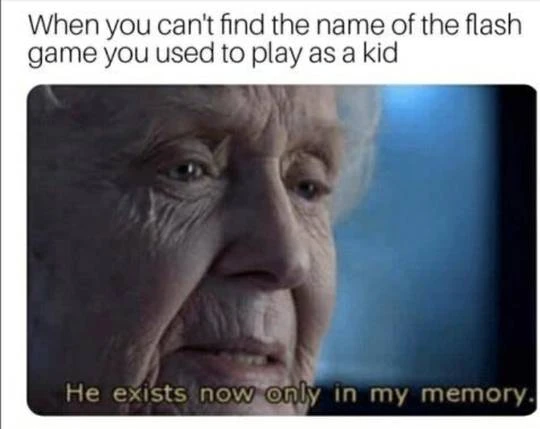 When you can't find the name of the flash
game you used to play as a kid
He exists now only in my memory.